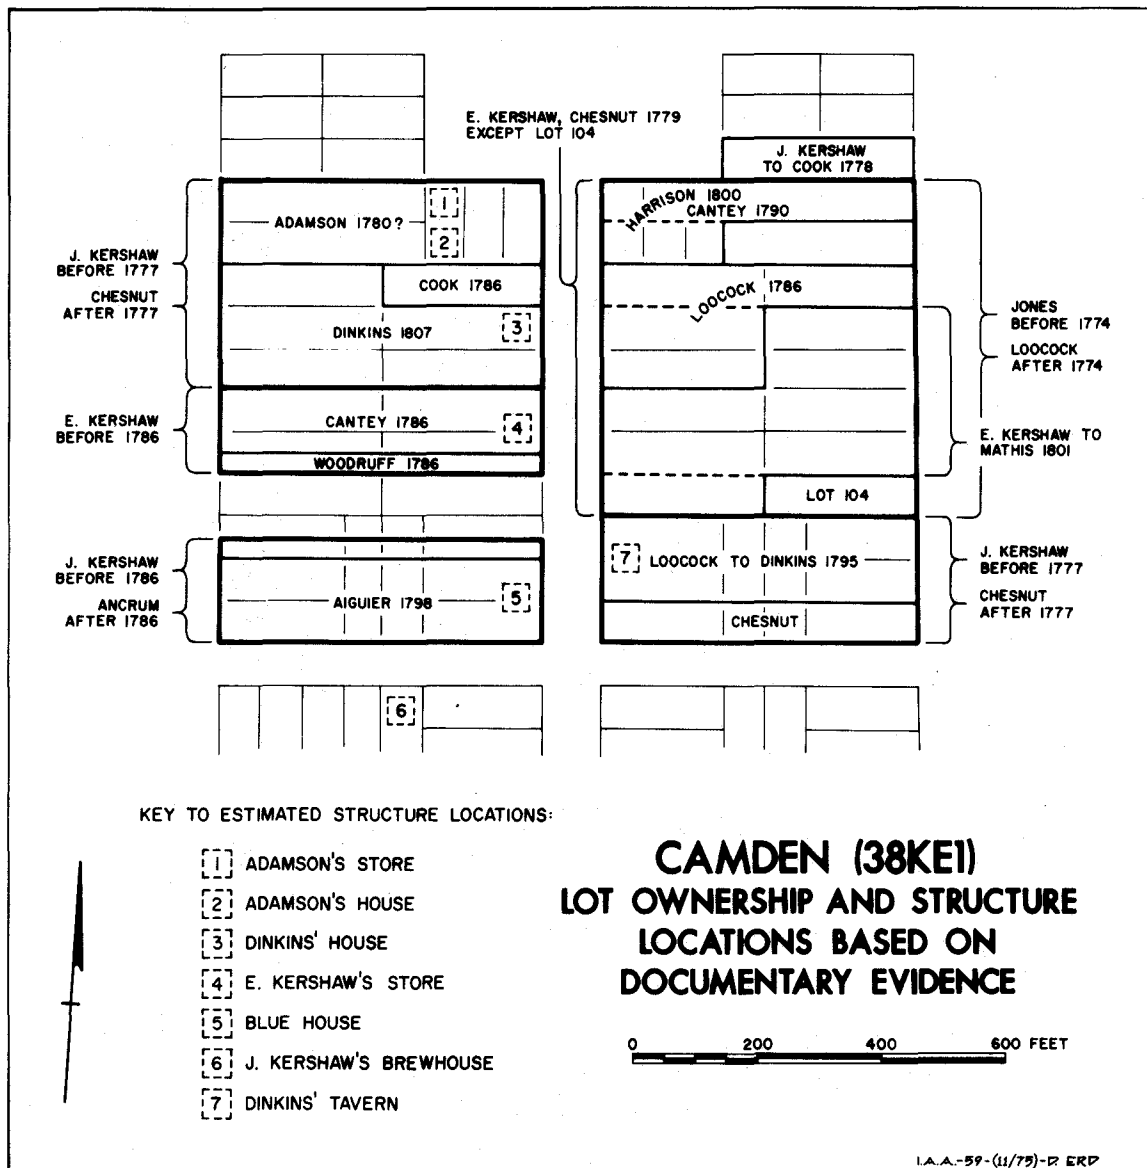 E. KERSHAW, CHESNUT 1779
EXCEPT LOT 104
J. KERSHAW
TO COOK 1778
J. KERSHAW
BEFORE 1777
CHESNUT
AFTER 1777
ADAMSON 1780?
1
2
COOK 1786
DINKINS 1807
3
E. KERSHAW
BEFORE 1786
CANTEY 1786
4
WOODRUFF 1786
J. KERSHAW
BEFORE 1786
ANCRUM
AFTER 1786
AIGUIER 1798
5
6
HARRISON 1800
CANTEY 1790
LOOCOCK 1786
JONES
BEFORE 1774
LOOCOCK
AFTER 1774
E. KERSHAW TO
MATHIS 1801
LOT 104
7
LOOCOCK TO DINKINS 1795
CHESNUT
J. KERSHAW
BEFORE 1777
CHESNUT
AFTER 1777
KEY TO ESTIMATED STRUCTURE LOCATIONS:
1 ADAMSON'S STORE
2 ADAMSON'S HOUSE
3 DINKINS' HOUSE
4 E. KERSHAW'S STORE
5 BLUE HOUSE
6 J. KERSHAW'S BREWHOUSE
7 DINKINS' TAVERN
CAMDEN (38KE1)
LOT OWNERSHIP AND STRUCTURE
LOCATIONS BASED ON
DOCUMENTARY EVIDENCE
0 200 400 600 FEET
I.A.A.-59-(11/75)-D ERD